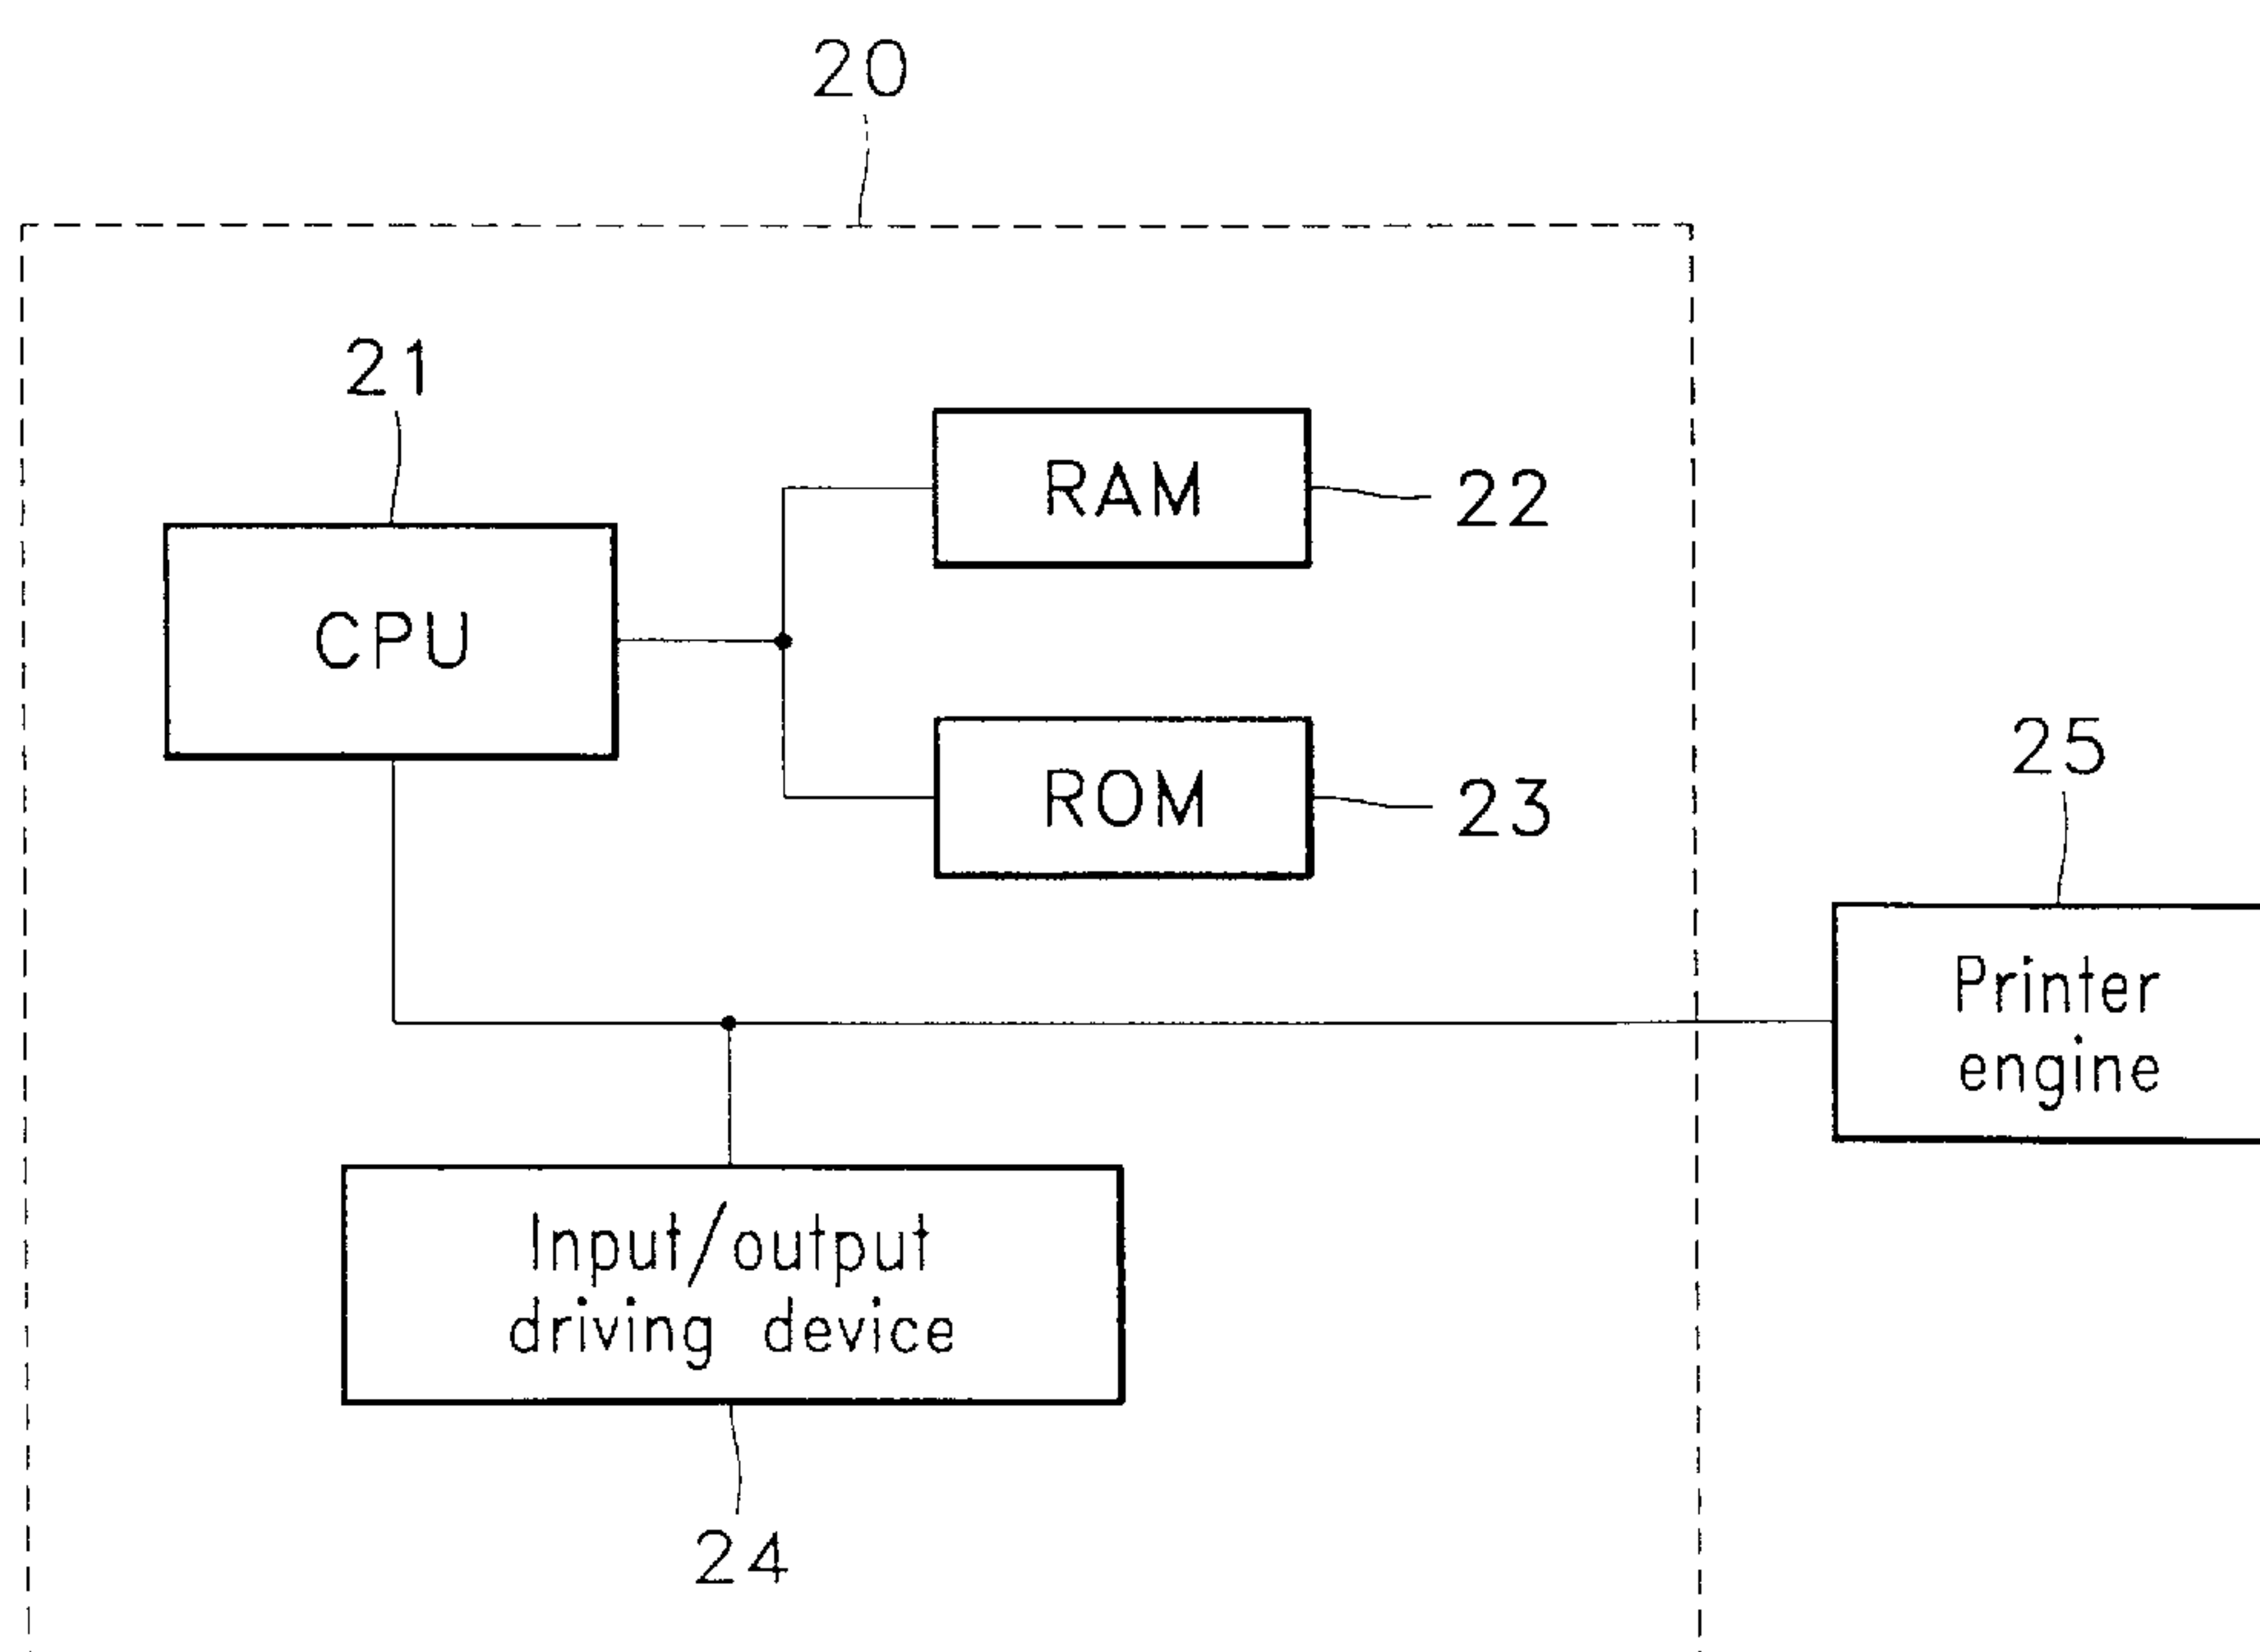 20
21
RAM
22
CPU
25
ROM
23
Printer
engine
Input/output
driving device
24